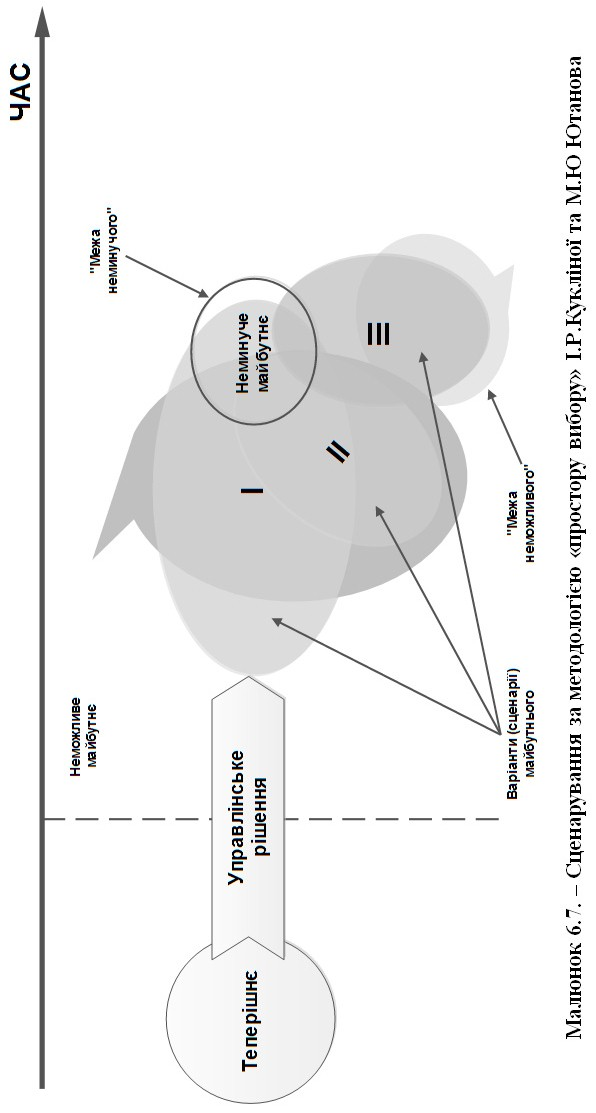 ЧАС
"Межа
неминучого"
Неможливе
майбутнє
Неминуче
майбутнє
I
II
III
Теперішнє
Управлінське
рішення
"Межа
неможливого"
Варіанти (сценарії)
майбутнього
Малюнок 6.7. – Сценарування за методологією «простору вибору» І.Р.Кукліної та М.Ю Ютанова